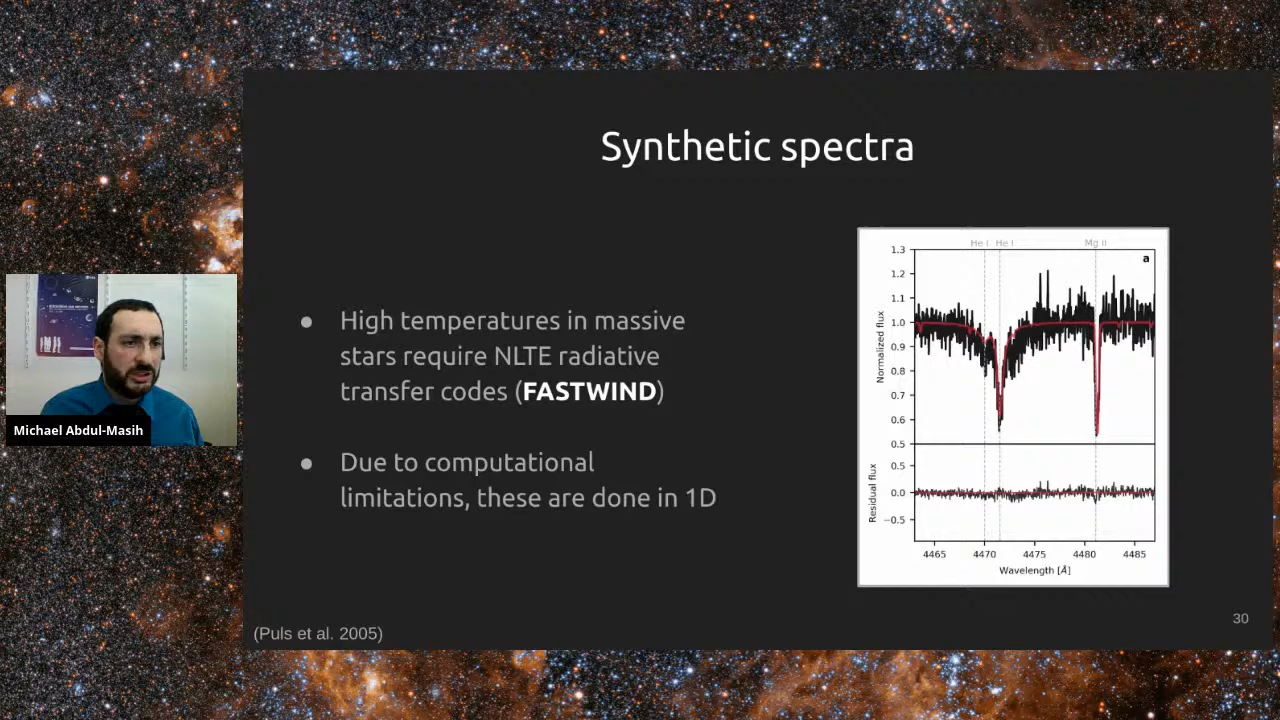 Synthetic spectra
● High temperatures in massive
stars require NLTE radiative
transfer codes (FASTWIND)
● Due to computational
limitations, these are done in 1D
He I He I Mg II
a
1.3
1.2
1.1
1.0
0.9
0.8
0.7
0.6
0.5
Normalized flux
0.5
0.0
−0.5
Residual flux
4465 4470 4475 4480 4485
Wavelength [Å]
Michael Abdul-Masih
(Puls et al. 2005)
30